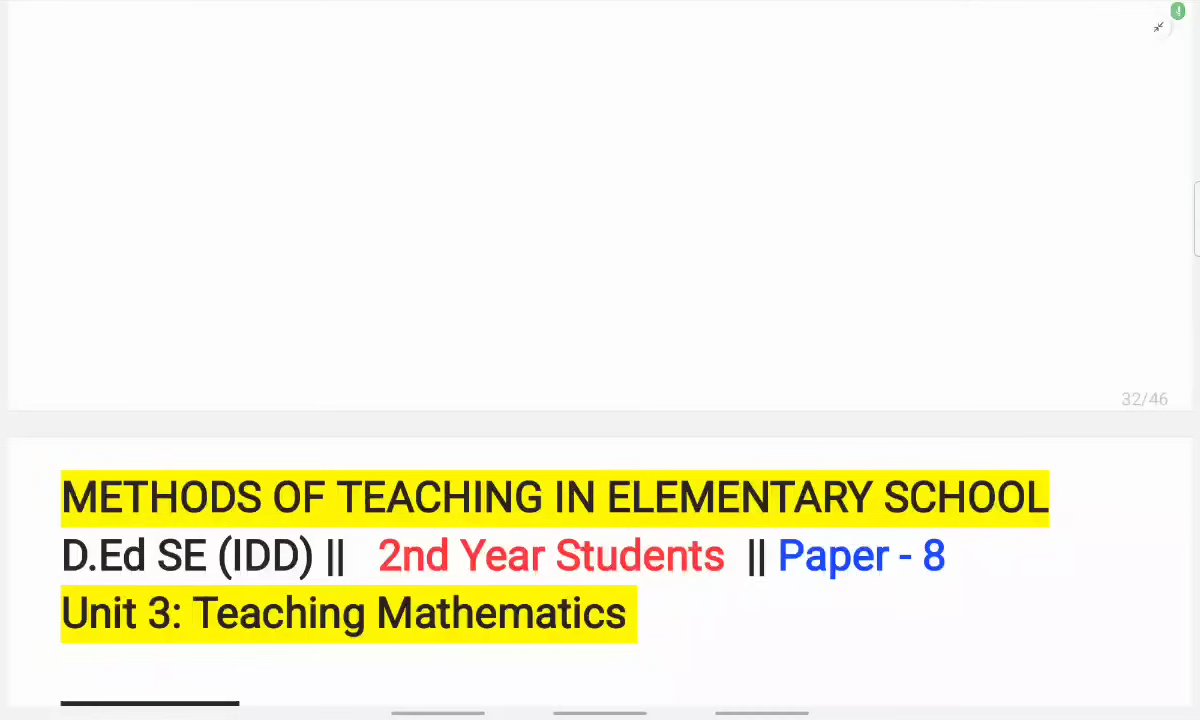 32/46
METHODS OF TEACHING IN ELEMENTARY SCHOOL
D.Ed SE (IDD) || 2nd Year Students || Paper - 8
Unit 3: Teaching Mathematics